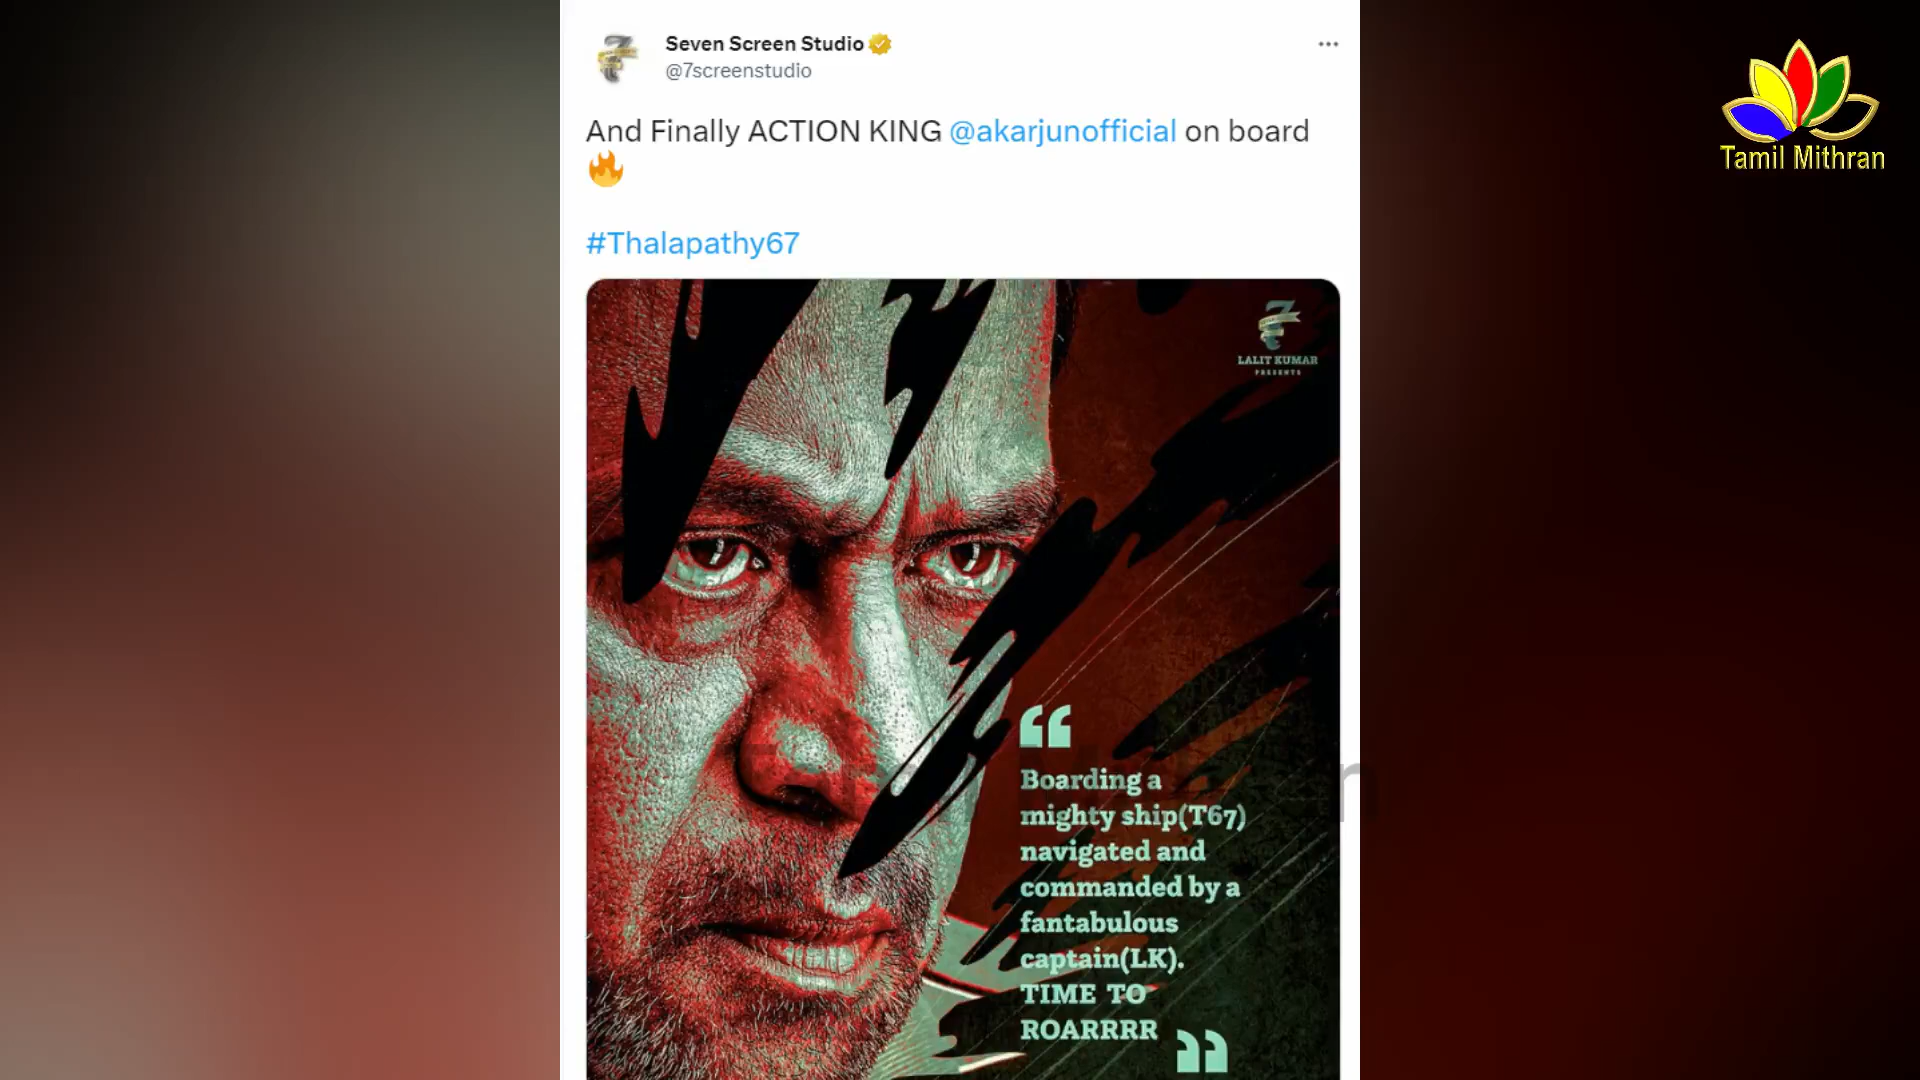 Seven Screen Studio
@7screenstudio
And Finally ACTION KING @akarjunofficial on board
🔥
#Thalapathy67
Tamil Mithran
LALIT KUMAR
PRESENTS
“
Boarding a
mighty ship(T67)
navigated and
commanded by a
fantabulous
captain(LK).
TIME TO
ROARRRR
”